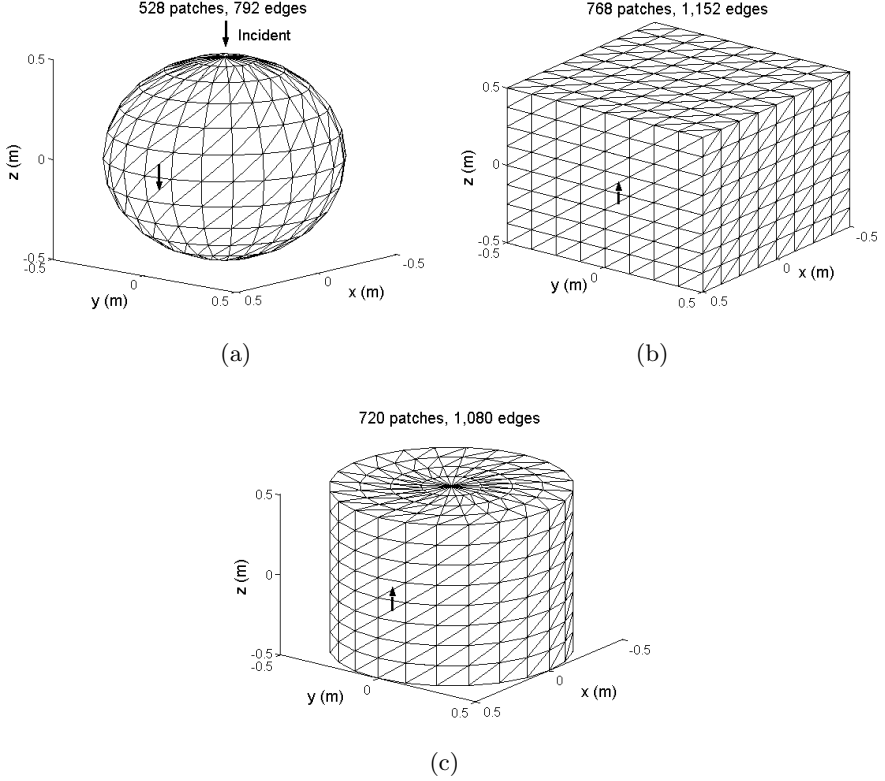 528 patches, 792 edges
Incident
0.5
0
-0.5
z (m)
-0.5
0
0.5
y (m)
0.5
0
-0.5
x (m)
(a)
768 patches, 1,152 edges
0.5
0
-0.5
z (m)
-0.5
0
0.5
y (m)
0.5
0
-0.5
x (m)
(b)
720 patches, 1,080 edges
0.5
0
-0.5
z (m)
-0.5
0
0.5
y (m)
0.5
0
-0.5
x (m)
(c)